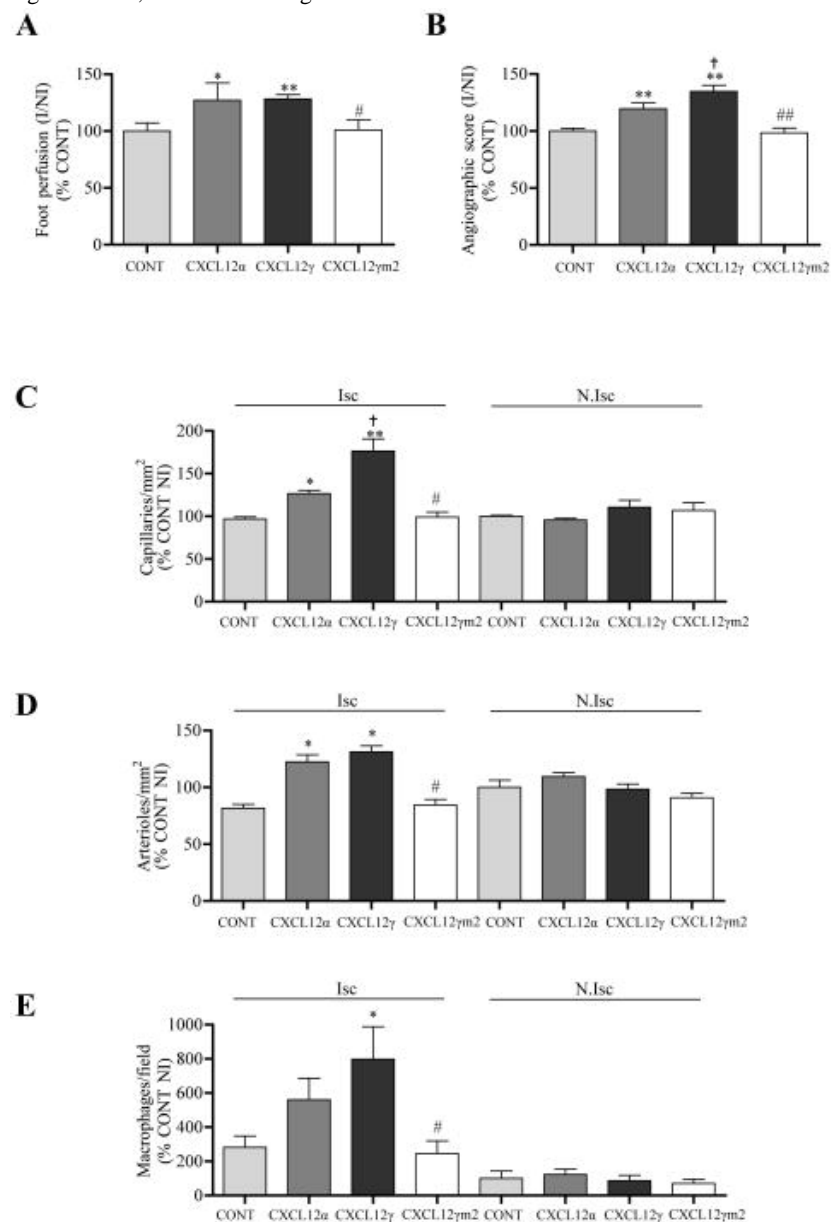 A
Foot perfusion (I/NI)
(% CONT)
150
100
50
0
*
**
#
CONT
CXCL12α
CXCL12γ
CXCL12γm2
B
Angiographic score (I/NI)
(% CONT)
150
100
50
0
**
†
**
##
CONT
CXCL12α
CXCL12γ
CXCL12γm2
C
Isc
N.Isc
Capillaries/mm²
(% CONT NI)
200
150
100
50
0
*
†
**
#
CONT
CXCL12α
CXCL12γ
CXCL12γm2
CONT
CXCL12α
CXCL12γ
CXCL12γm2
D
Isc
N.Isc
Arterioles/mm²
(% CONT NI)
150
100
50
0
*
*
#
CONT
CXCL12α
CXCL12γ
CXCL12γm2
CONT
CXCL12α
CXCL12γ
CXCL12γm2
E
Isc
N.Isc
Macrophages/field
(% CONT NI)
1000
800
600
400
200
0
*
#
CONT
CXCL12α
CXCL12γ
CXCL12γm2
CONT
CXCL12α
CXCL12γ
CXCL12γm2